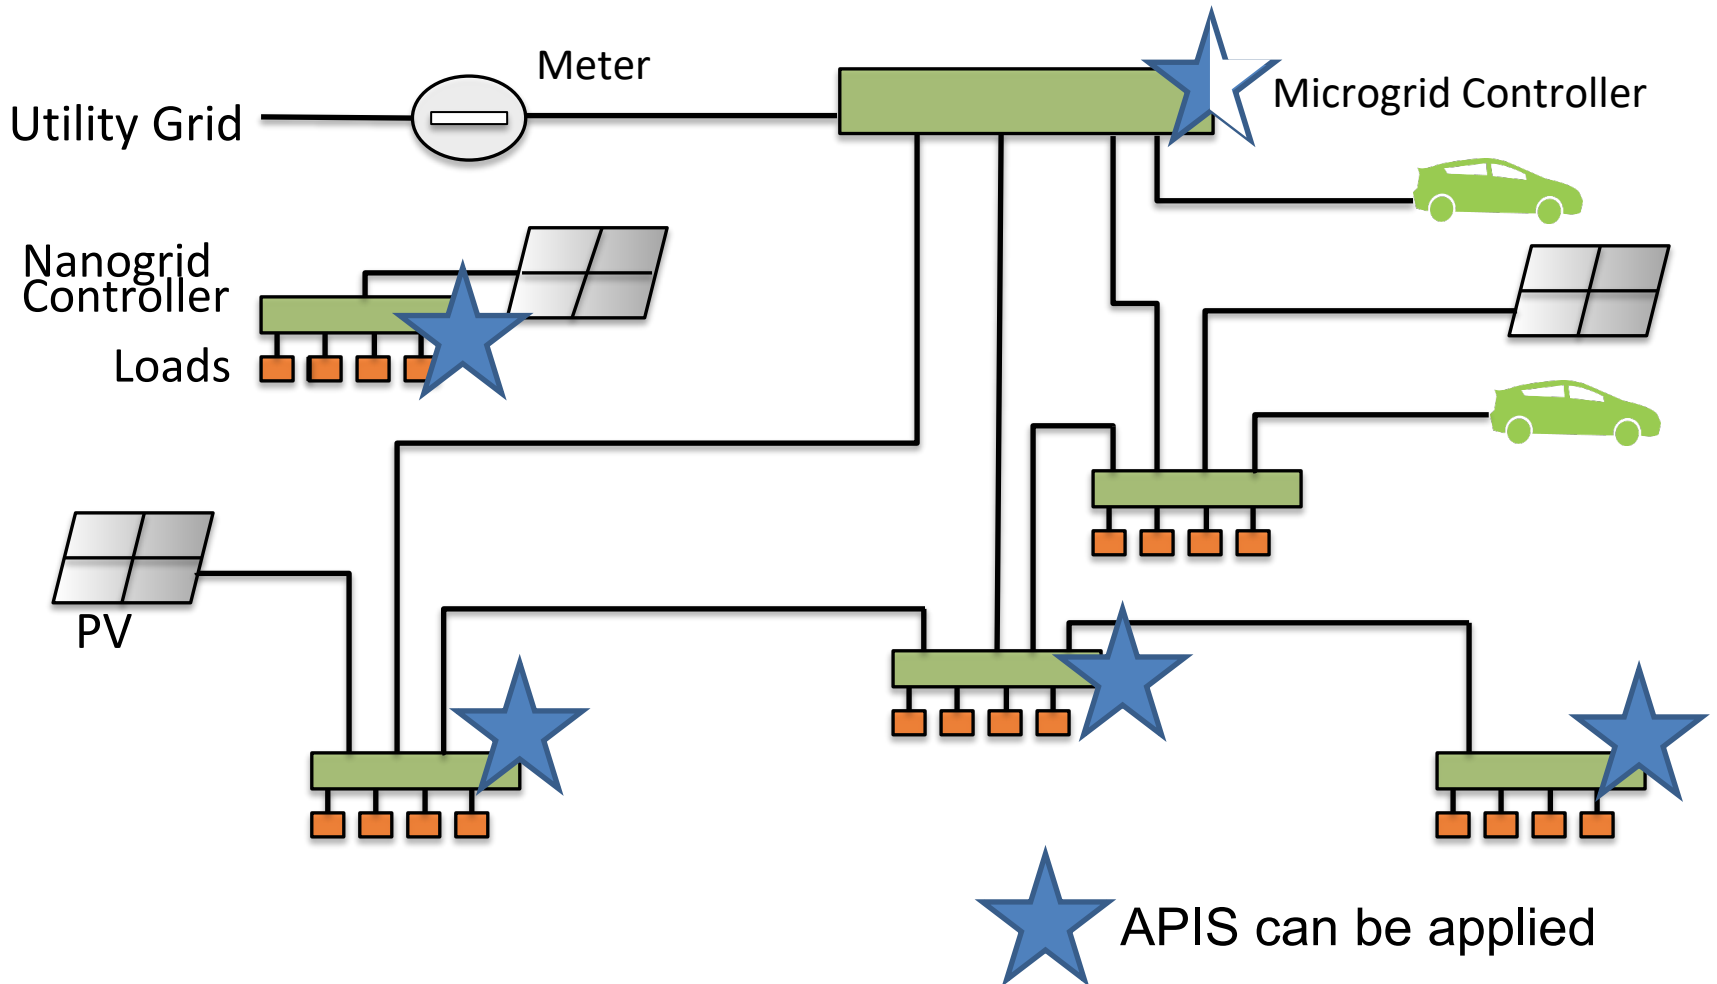 Meter
Utility Grid
Microgrid Controller
Nanogrid
Controller
Loads
PV
APIS can be applied